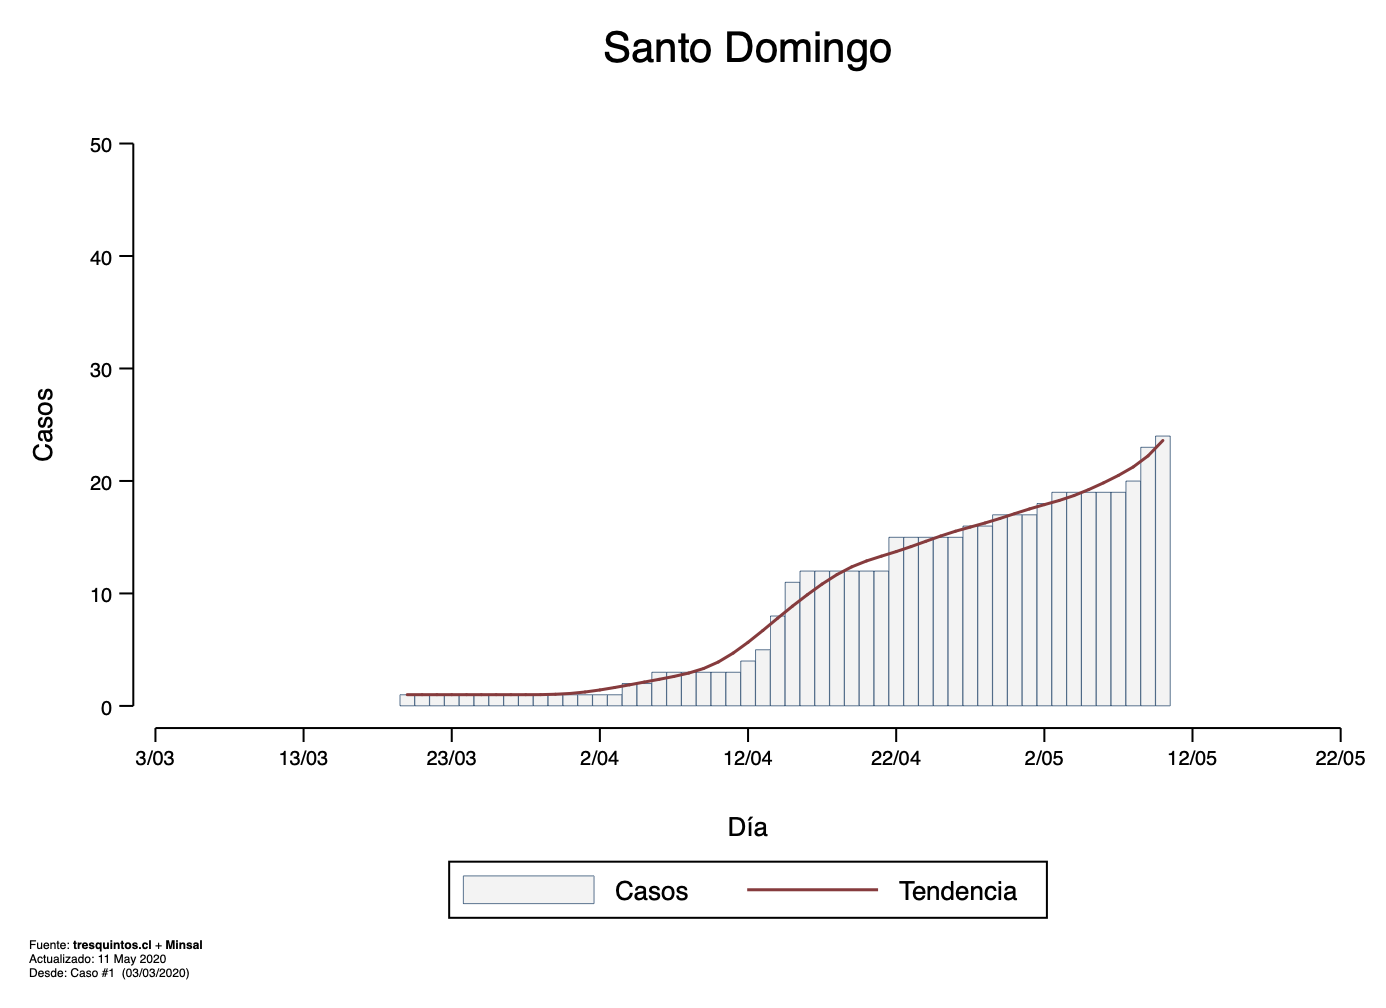 Santo Domingo
50
40
30
20
10
0
Casos
3/03 13/03 23/03 2/04 12/04 22/04 2/05 12/05 22/05
Día
Casos Tendencia
Fuente: tresquintos.cl + Minsal
Actualizado: 11 May 2020
Desde: Caso #1 (03/03/2020)